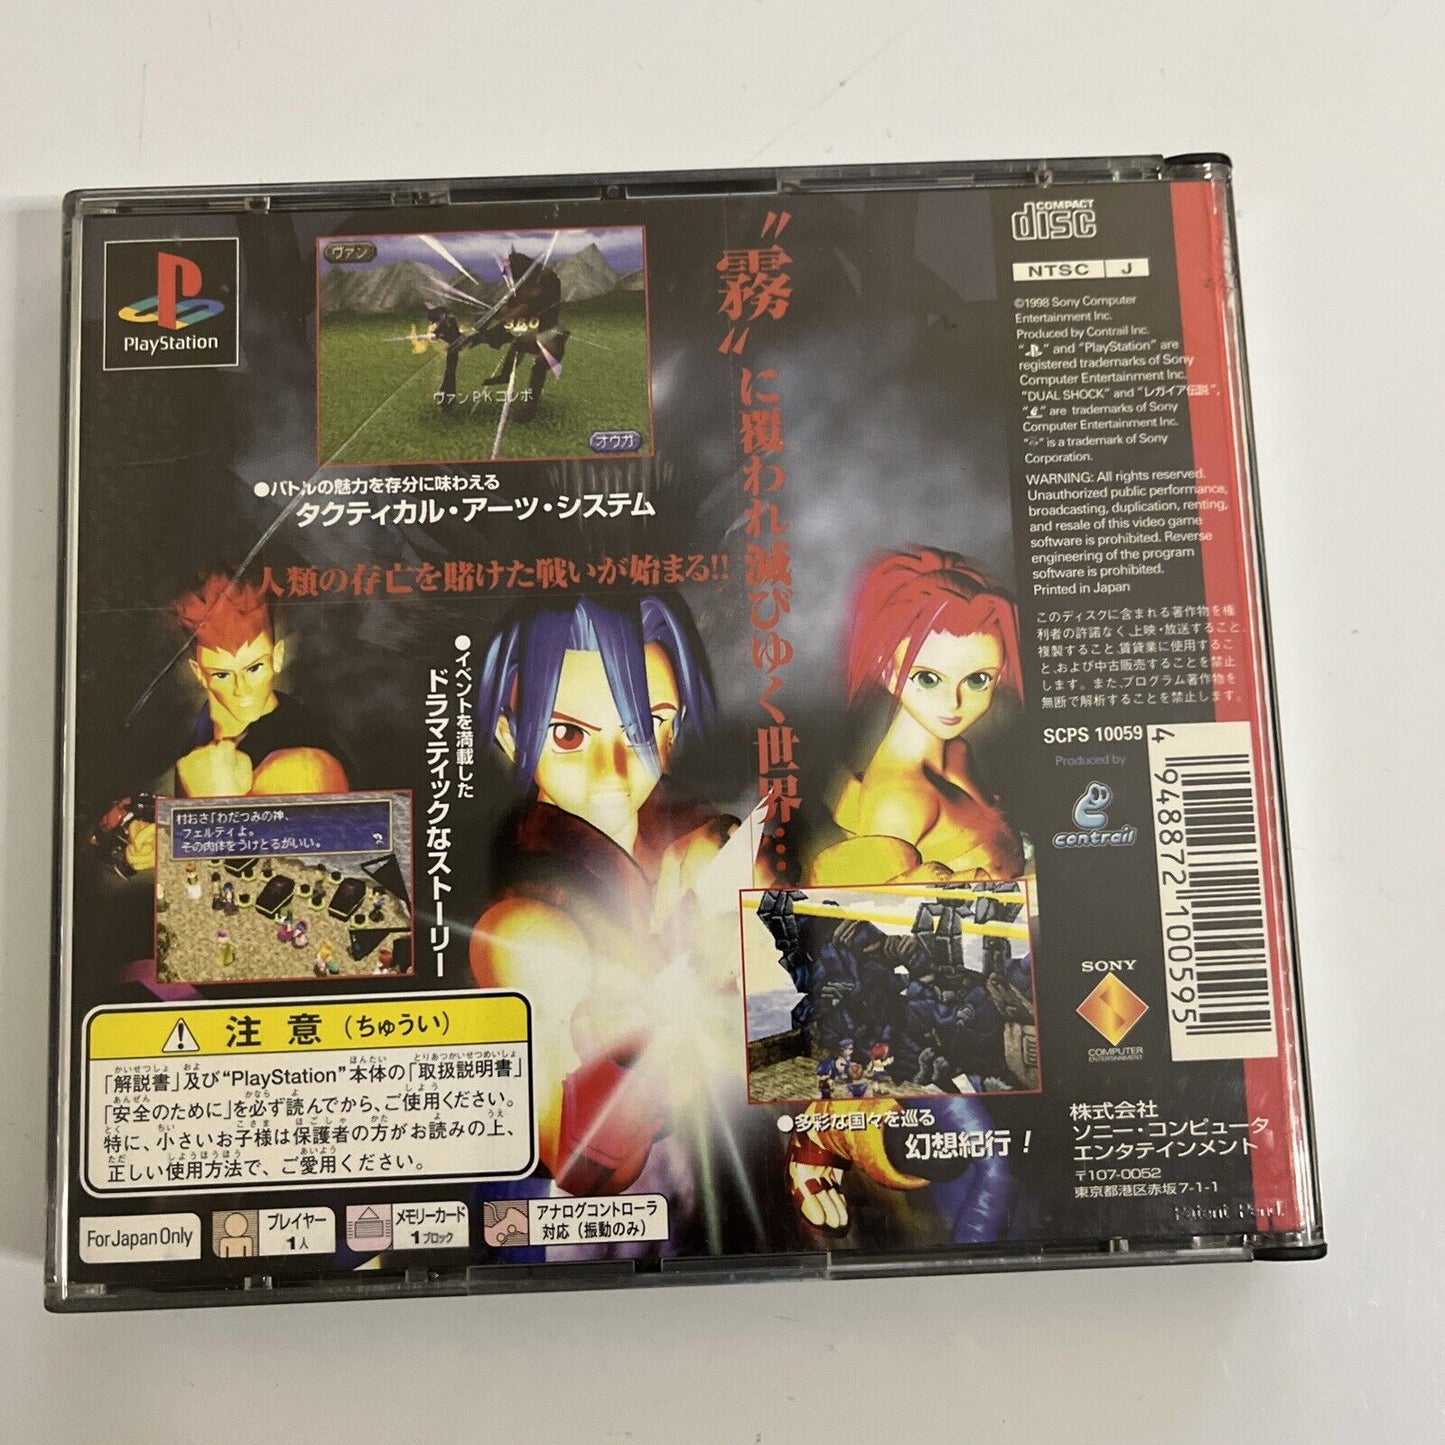 PlayStation
ヴァン
380
ヴァンPKコンボ
オウガ
●バトルの魅力を存分に味わえる
タクティカル・アーツ・システム
人類の存亡を賭けた戦いが始まる!!
"霧"に覆われ滅びゆく世界…
●イベントを満載した
ドラマティックなストーリー
村おさ「わだつみの神、
フェルティよ。
その肉体をうけとるがいい。
●多彩な国々を巡る
幻想紀行!
注意(ちゅうい)
「解説書」及び"PlayStation"本体の「取扱説明書」
「安全のために」を必ず読んでから、ご使用ください。
特に、小さいお子様は保護者の方がお読みの上、
正しい使用方法で、ご愛用ください。
For Japan Only
プレイヤー
1人
メモリーカード
1ブロック
アナログコントローラ
対応(振動のみ)
COMPACT
disc
NTSC J
©1998 Sony Computer
Entertainment Inc.
Produced by Contrail Inc.
" " and "PlayStation" are
registered trademarks of Sony
Computer Entertainment Inc.
"DUAL SHOCK" and "レガイア伝説",
" " are trademarks of Sony
Computer Entertainment Inc.
" " is a trademark of Sony
Corporation.
WARNING: All rights reserved.
Unauthorized public performance,
broadcasting, duplication, renting,
and resale of this video game
software is prohibited. Reverse
engineering of the program
software is prohibited.
Printed in Japan
このディスクに含まれる著作物を権
利者の許諾なく、上映・放送すること、
複製すること、賃貸業に使用するこ
と、および中古販売することを禁止
します。また、プログラム著作物を
無断で解析することを禁止します。
SCPS 10059
Produced by
contrail
4 948872 100595
SONY
COMPUTER
ENTERTAINMENT
株式会社
ソニー・コンピュータ
エンタテインメント
〒107-0052
東京都港区赤坂7-1-1
Patent Pend.